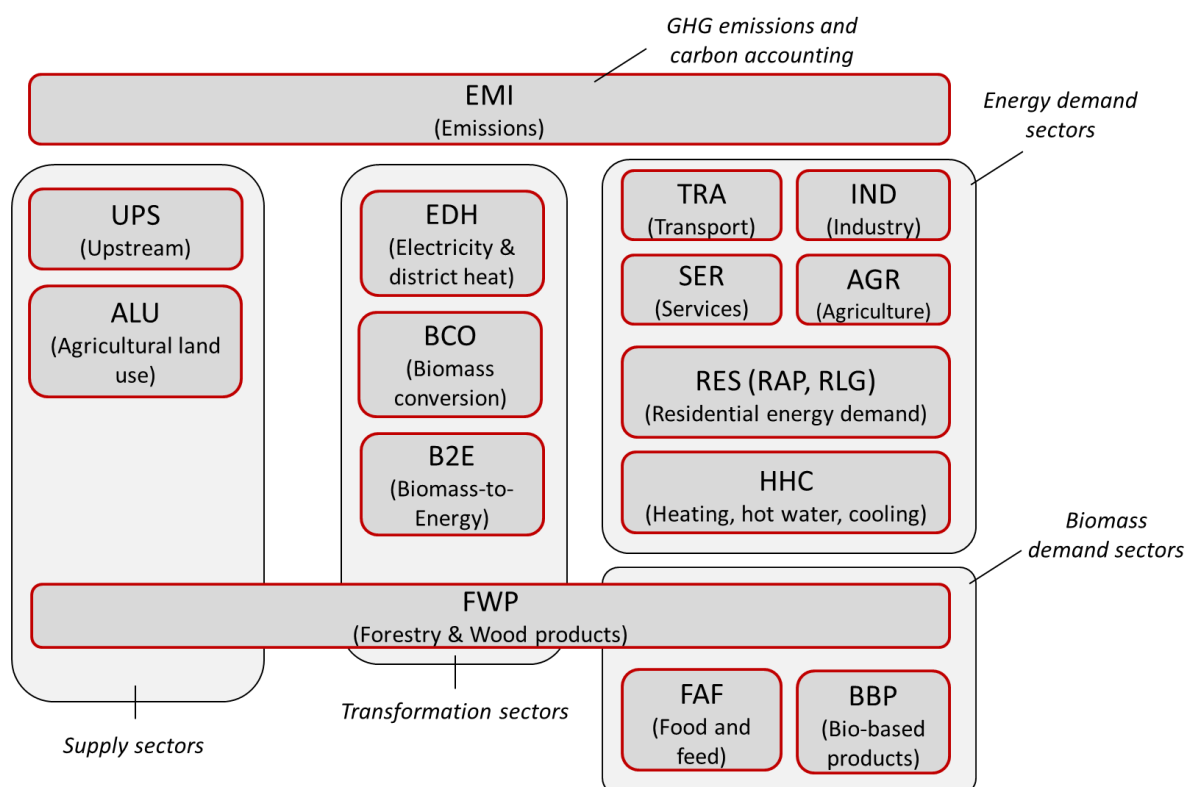 GHG emissions and
carbon accounting
EMI
(Emissions)
Energy demand
sectors
UPS
(Upstream)
ALU
(Agricultural land
use)
EDH
(Electricity &
district heat)
BCO
(Biomass
conversion)
B2E
(Biomass-to-
Energy)
TRA
(Transport)
IND
(Industry)
SER
(Services)
AGR
(Agriculture)
RES (RAP, RLG)
(Residential energy demand)
HHC
(Heating, hot water, cooling)
Biomass
demand sectors
FWP
(Forestry & Wood products)
FAF
(Food and
feed)
BBP
(Bio-based
products)
Transformation sectors
Supply sectors